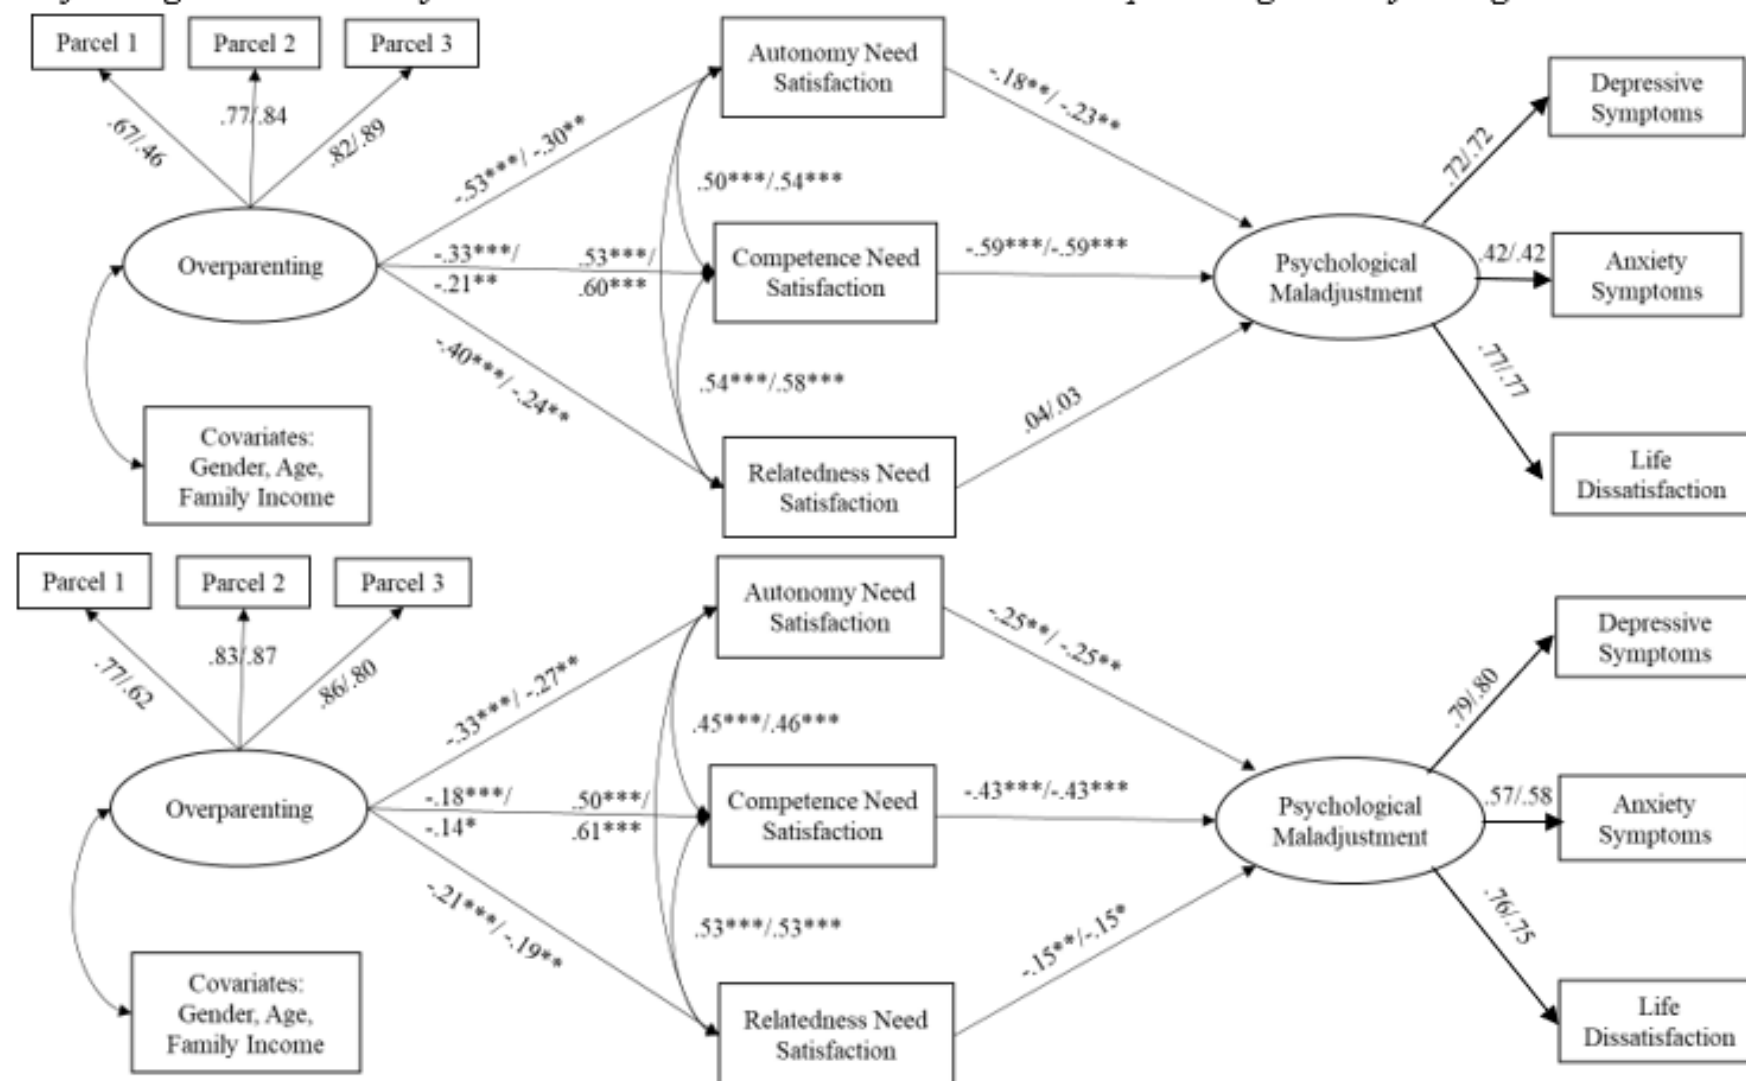 Parcel 1
Parcel 2
Parcel 3
.67/.46
.77/.84
.82/.89
Overparenting
Covariates:
Gender, Age,
Family Income
-.53***/ -.30**
-.33***/
-.21**
-.40***/ -.24**
Autonomy Need
Satisfaction
.50***/.54***
.53***/
.60***
Competence Need
Satisfaction
.54***/.58***
Relatedness Need
Satisfaction
-.18**/ -.23**
-.59***/-.59***
.04/.03
Psychological
Maladjustment
.72/.72
.42/.42
.77/.77
Depressive
Symptoms
Anxiety
Symptoms
Life
Dissatisfaction
Parcel 1
Parcel 2
Parcel 3
.77/.62
.83/.87
.86/.80
Overparenting
Covariates:
Gender, Age,
Family Income
-.33***/ -.27**
-.18***/
-.14*
-.21***/ -.19**
Autonomy Need
Satisfaction
.45***/.46***
.50***/
.61***
Competence Need
Satisfaction
.53***/.53***
Relatedness Need
Satisfaction
-.25**/ -.25**
-.43***/-.43***
-.15**/-.15*
Psychological
Maladjustment
.79/.80
.57/.58
.76/.75
Depressive
Symptoms
Anxiety
Symptoms
Life
Dissatisfaction